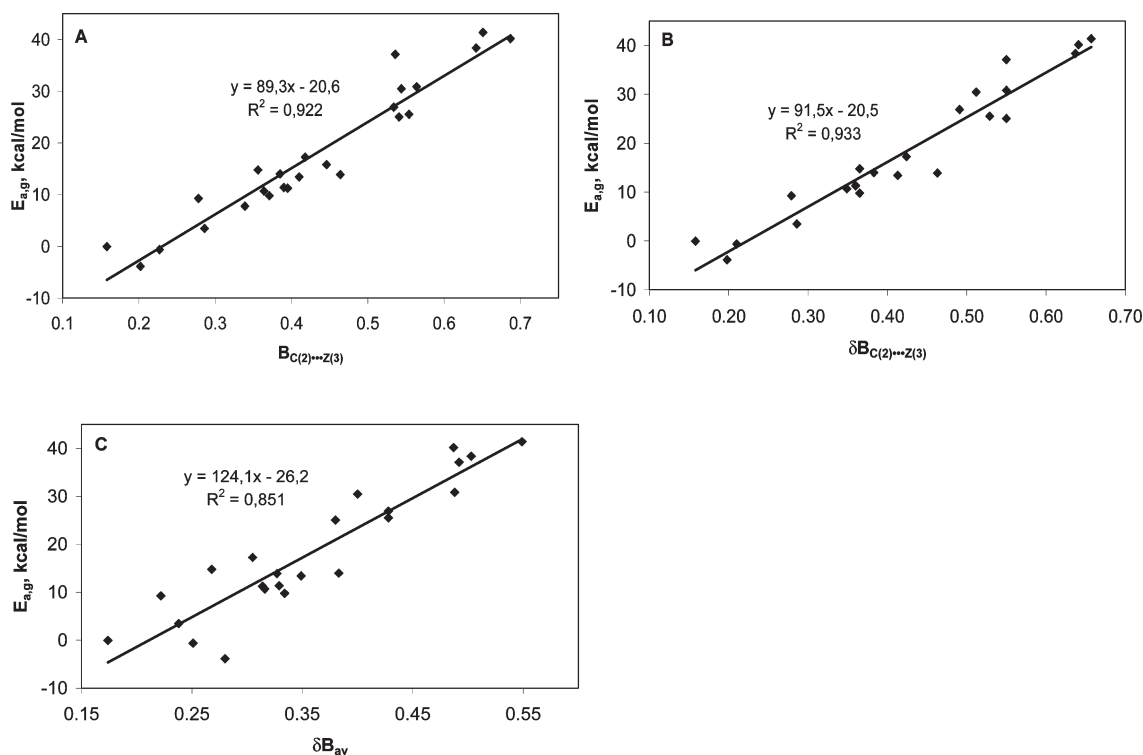 A
y = 89,3x - 20,6
R² = 0,922
E_a,g, kcal/mol
40
30
20
10
0
-10
0.1 0.2 0.3 0.4 0.5 0.6 0.7
B_C(2)•••Z(3)
B
y = 91,5x - 20,5
R² = 0,933
E_a,g, kcal/mol
40
30
20
10
0
-10
0.10 0.20 0.30 0.40 0.50 0.60 0.70
δB_C(2)•••Z(3)
C
y = 124,1x - 26,2
R² = 0,851
E_a,g, kcal/mol
40
30
20
10
0
-10
0.15 0.25 0.35 0.45 0.55
δB_av